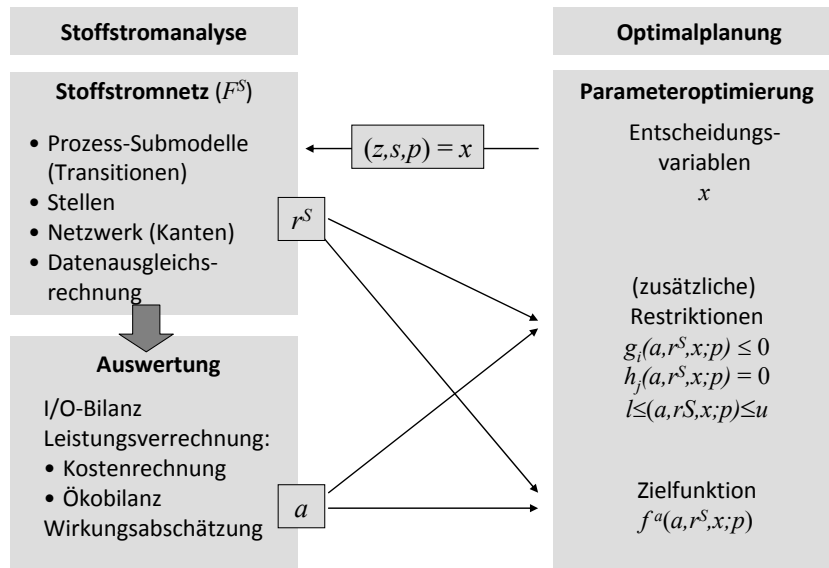 Stoffstromanalyse
Stoffstromnetz (F^S)
• Prozess-Submodelle
(Transitionen)
• Stellen
• Netzwerk (Kanten)
• Datenausgleichs-
rechnung
r^S
Auswertung
I/O-Bilanz
Leistungsverrechnung:
• Kostenrechnung
• Ökobilanz
Wirkungsabschätzung
a
(z,s,p) = x
Optimalplanung
Parameteroptimierung
Entscheidungs-
variablen
x
(zusätzliche)
Restriktionen
g_i(a,r^S,x;p) ≤ 0
h_j(a,r^S,x;p) = 0
l≤(a,rS,x;p)≤u
Zielfunktion
f^a(a,r^S,x;p)